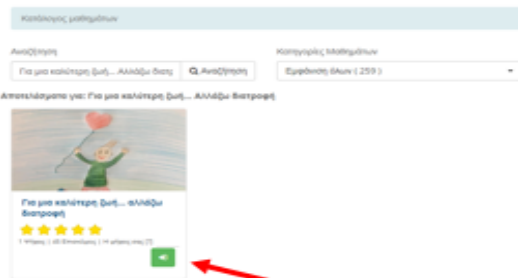 Κατάλογος μαθημάτων
Αναζήτηση
Κατηγορίες Μαθημάτων
Για μια καλύτερη ζωή... Αλλάζω διατρ
Αναζήτηση
Εμφάνιση όλων ( 259 )
Αποτελέσματα για: Για μια καλύτερη ζωή... Αλλάζω διατροφή
Για μια καλύτερη ζωή... αλλάζω
διατροφή